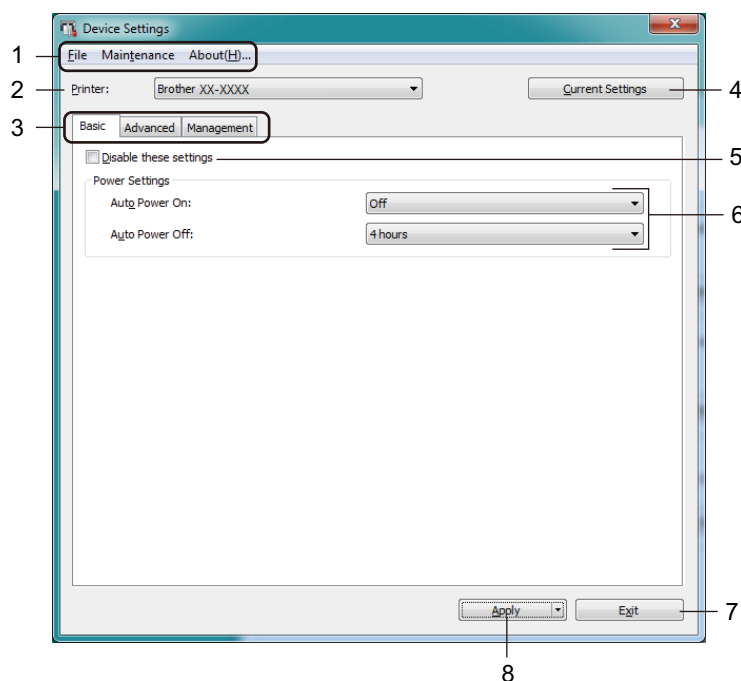 Device Settings
1
File Maintenance About(H)...
2
Printer: Brother XX-XXXX Current Settings
4
3
Basic Advanced Management
Disable these settings
5
Power Settings
Auto Power On: Off
6
Auto Power Off: 4 hours
Apply Exit
7
8